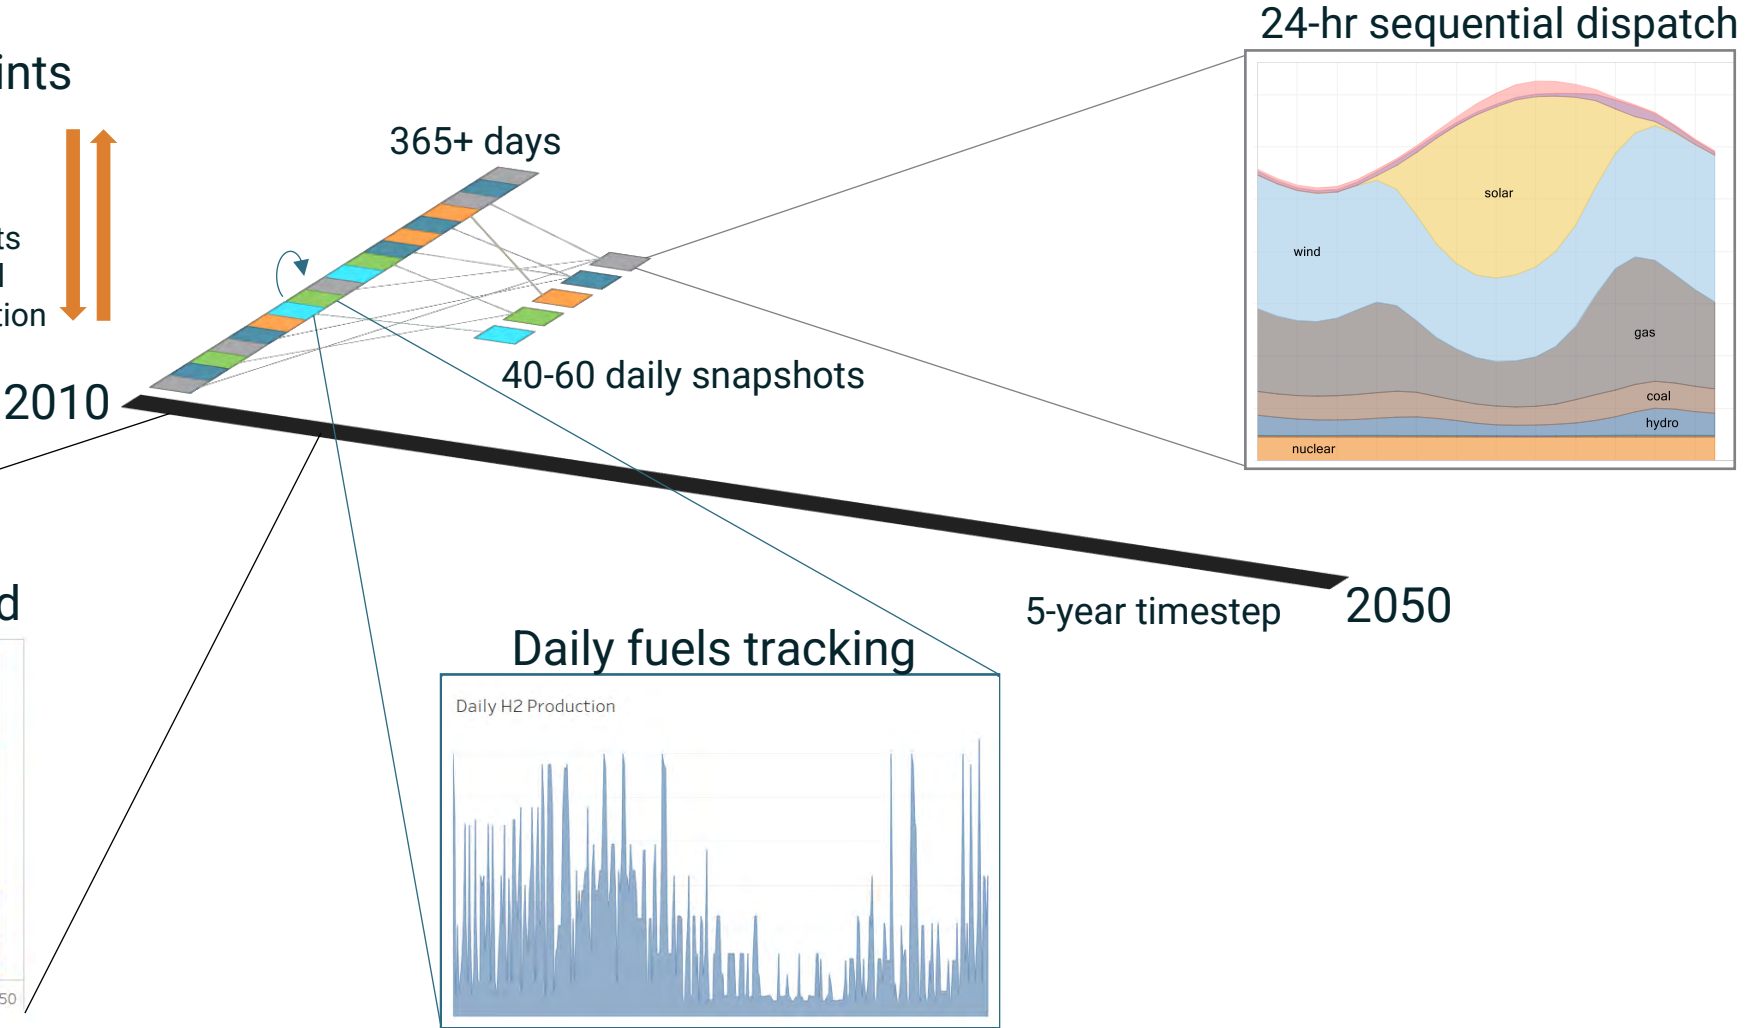 24-hr sequential dispatch
ints
365+ days
solar
ts
wind
tion
gas
40-60 daily snapshots
2010
coal
hydro
nuclear
5-year timestep
2050
d
Daily fuels tracking
Daily H2 Production
50